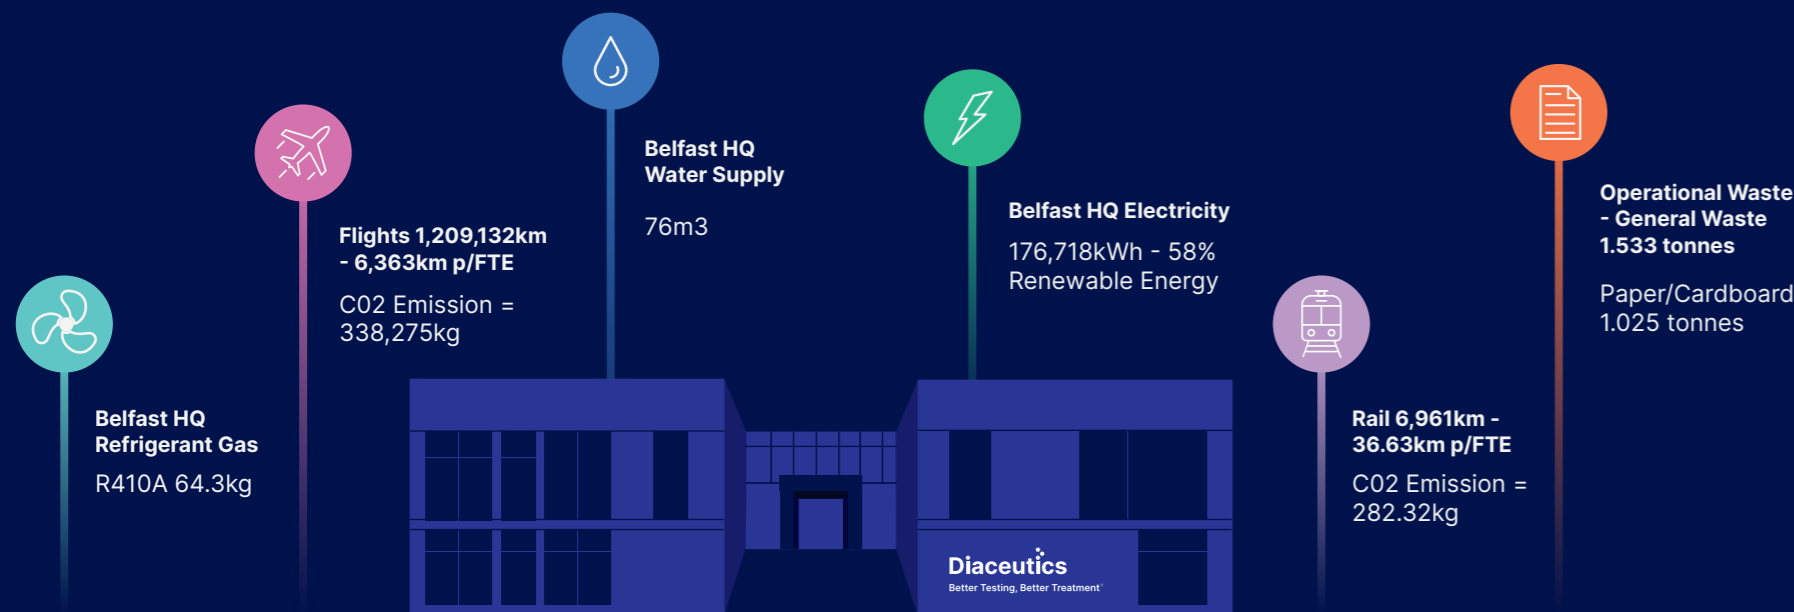 Belfast HQ
Refrigerant Gas
R410A 64.3kg
Flights 1,209,132km
- 6,363km p/FTE
C02 Emission =
338,275kg
Belfast HQ
Water Supply
76m3
Belfast HQ Electricity
176,718kWh - 58%
Renewable Energy
Rail 6,961km -
36.63km p/FTE
C02 Emission =
282.32kg
Operational Waste
- General Waste
1.533 tonnes
Paper/Cardboard
1.025 tonnes
Diaceutics
Better Testing, Better Treatment